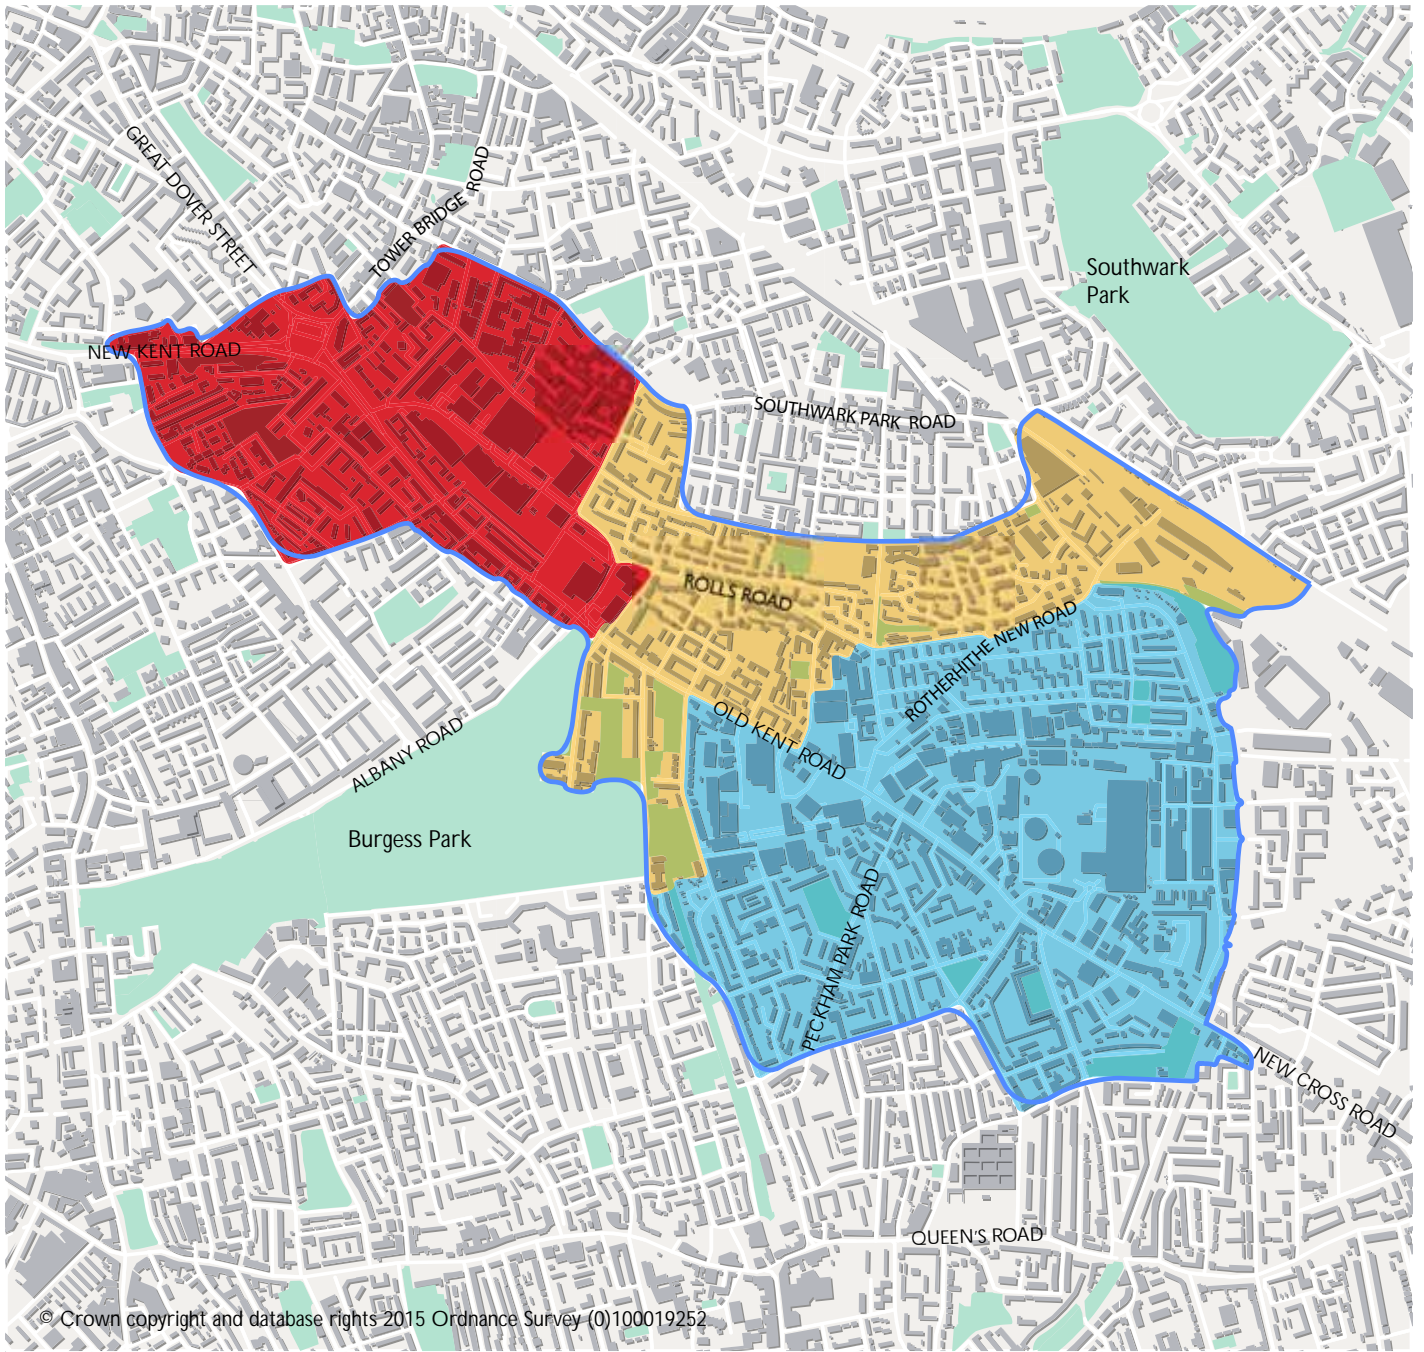 GREAT DOVER STREET
TOWER BRIDGE ROAD
Southwark
Park
NEW KENT ROAD
SOUTHWARK PARK ROAD
ROLLS ROAD
ROTHERHITHE NEW ROAD
OLD KENT ROAD
ALBANY ROAD
Burgess Park
PECKHAM PARK ROAD
NEW CROSS ROAD
QUEEN'S ROAD
© Crown copyright and database rights 2015 Ordnance Survey (0)100019252